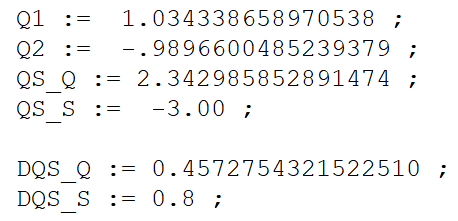 Q1 := 1.034338658970538 ;
Q2 := -.9896600485239379 ;
QS_Q := 2.342985852891474 ;
QS_S := -3.00 ;
DQS_Q := 0.4572754321522510 ;
DQS_S := 0.8 ;